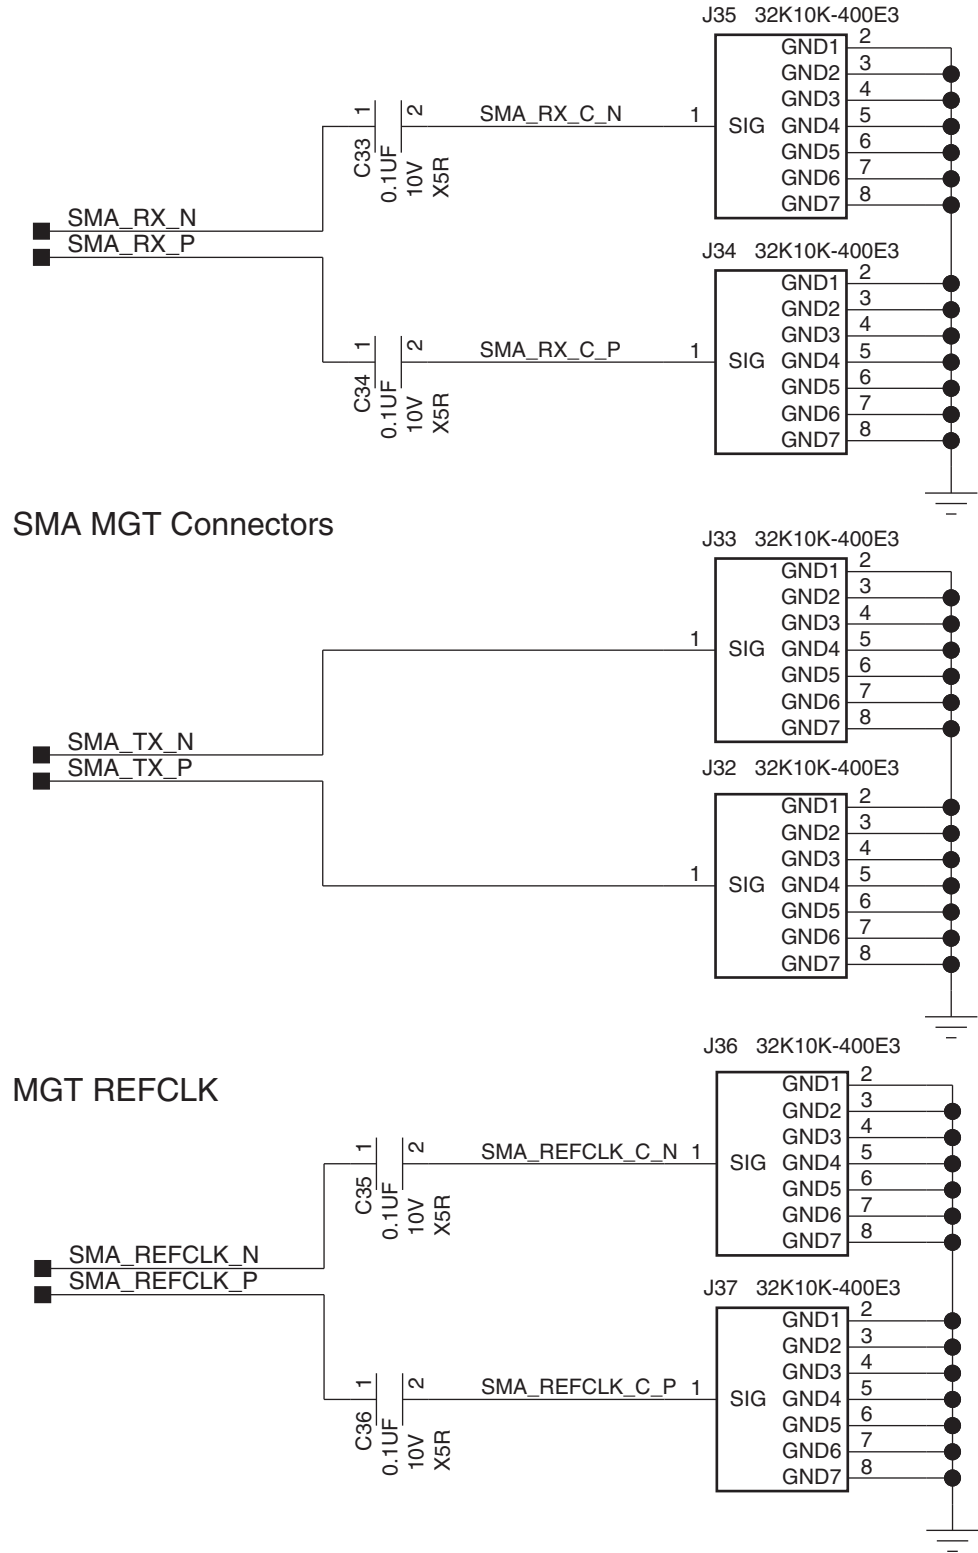 J35 32K10K-400E3
GND1 2
GND2 3
GND3 4
1 2 SMA_RX_C_N 1 SIG GND4 5
GND5 6
GND6 7
GND7 8
C33
0.1UF
10V
X5R
SMA_RX_N
SMA_RX_P
J34 32K10K-400E3
GND1 2
GND2 3
GND3 4
1 2 SMA_RX_C_P 1 SIG GND4 5
GND5 6
GND6 7
GND7 8
C34
0.1UF
10V
X5R
SMA MGT Connectors
J33 32K10K-400E3
GND1 2
GND2 3
GND3 4
1 SIG GND4 5
GND5 6
GND6 7
GND7 8
SMA_TX_N
SMA_TX_P
J32 32K10K-400E3
GND1 2
GND2 3
GND3 4
1 SIG GND4 5
GND5 6
GND6 7
GND7 8
MGT REFCLK
J36 32K10K-400E3
GND1 2
GND2 3
GND3 4
1 2 SMA_REFCLK_C_N 1 SIG GND4 5
GND5 6
GND6 7
GND7 8
C35
0.1UF
10V
X5R
SMA_REFCLK_N
SMA_REFCLK_P
J37 32K10K-400E3
GND1 2
GND2 3
GND3 4
1 2 SMA_REFCLK_C_P 1 SIG GND4 5
GND5 6
GND6 7
GND7 8
C36
0.1UF
10V
X5R